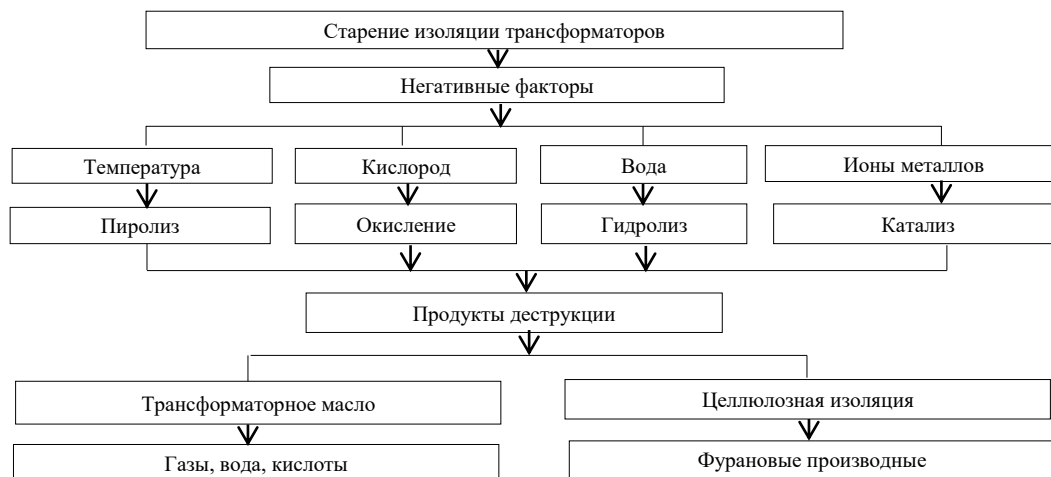 Старение изоляции трансформаторов
Негативные факторы
Температура
Кислород
Вода
Ионы металлов
Пиролиз
Окисление
Гидролиз
Катализ
Продукты деструкции
Трансформаторное масло
Целлюлозная изоляция
Газы, вода, кислоты
Фурановые производные